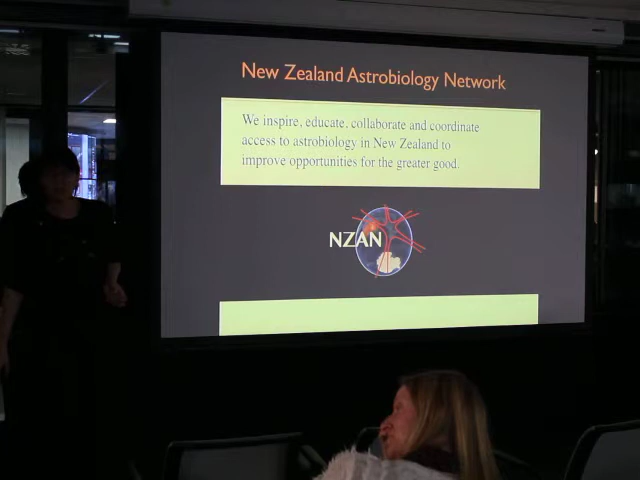 New Zealand Astrobiology Network
We inspire, educate, collaborate and coordinate
access to astrobiology in New Zealand to
improve opportunities for the greater good.
NZAN